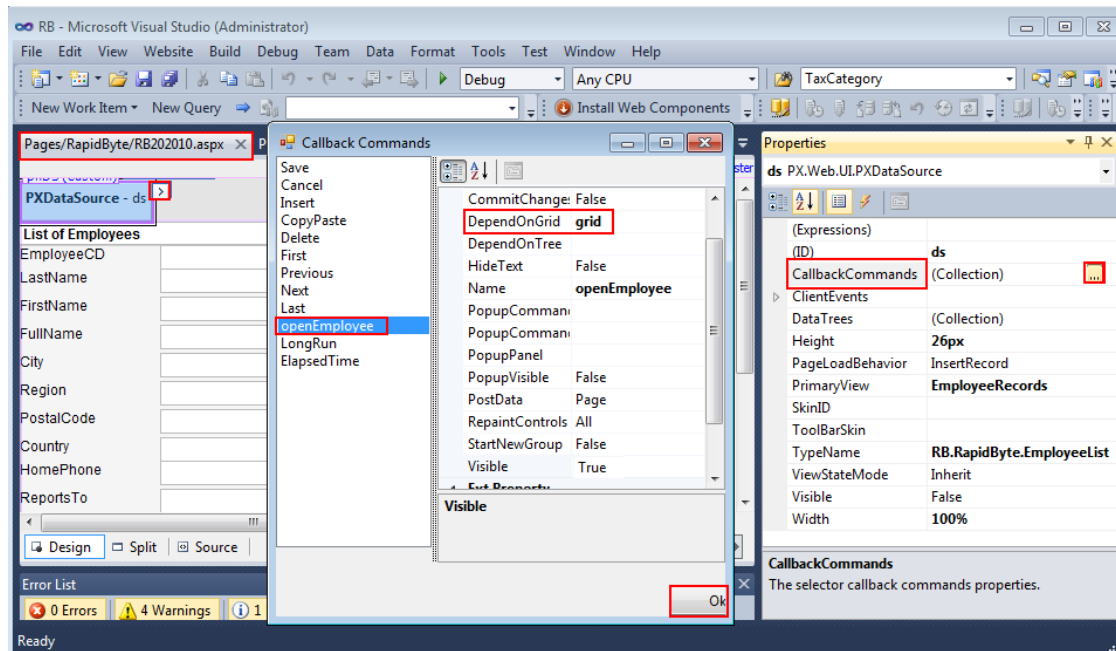 RB - Microsoft Visual Studio (Administrator)
File Edit View Website Build Debug Team Data Format Tools Test Window Help
Debug Any CPU TaxCategory
New Work Item New Query Install Web Components
Pages/RapidByte/RB202010.aspx
PXDataSource - ds
List of Employees
EmployeeCD
LastName
FirstName
FullName
City
Region
PostalCode
Country
HomePhone
ReportsTo
Design Split Source
Error List
0 Errors 4 Warnings 1
Ready
Callback Commands
Save
Cancel
Insert
CopyPaste
Delete
First
Previous
Next
Last
openEmployee
LongRun
ElapsedTime
CommitChange: False
DependOnGrid grid
DependOnTree
HideText False
Name openEmployee
PopupComman
PopupComman
PopupPanel
PopupVisible False
PostData Page
RepaintControls All
StartNewGroup False
Visible True
Ext Property
Visible
Ok
Properties
ds PX.Web.UI.PXDataSource
(Expressions)
(ID) ds
CallbackCommands (Collection) ...
ClientEvents
DataTrees (Collection)
Height 26px
PageLoadBehavior InsertRecord
PrimaryView EmployeeRecords
SkinID
ToolBarSkin
TypeName RB.RapidByte.EmployeeList
ViewStateMode Inherit
Visible False
Width 100%
CallbackCommands
The selector callback commands properties.